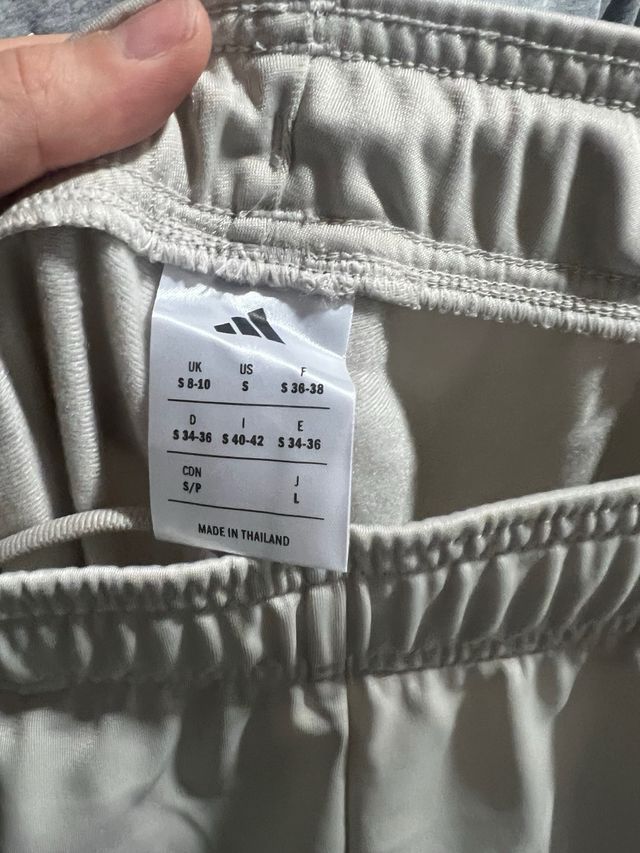 UK US F
S 8-10 S S 36-38
D I E
S 34-36 S 40-42 S 34-36
CDN J
S/P L
MADE IN THAILAND